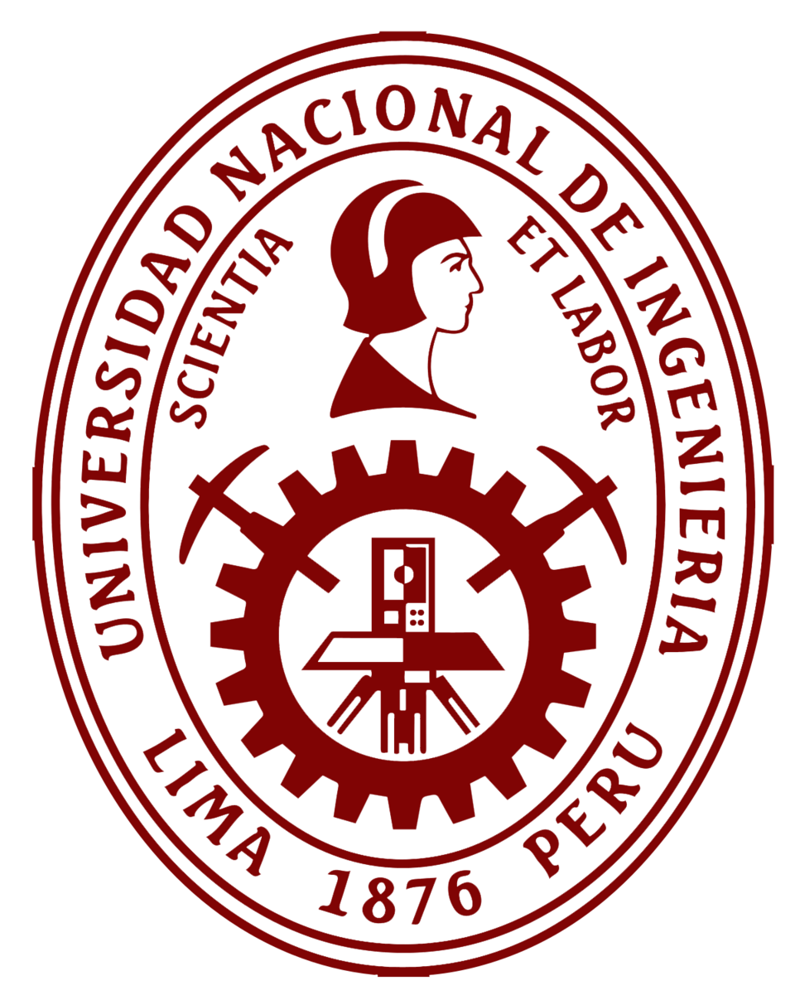 UNIVERSIDAD NACIONAL DE INGENIERIA
SCIENTIA ET LABOR
LIMA 1876 PERU